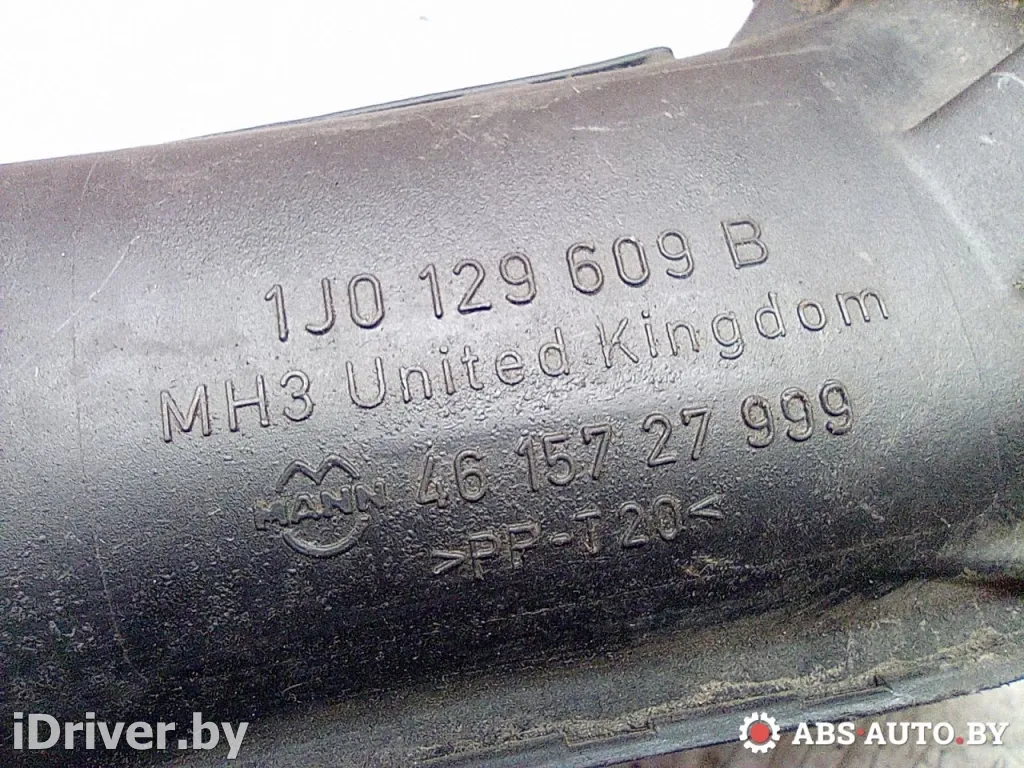 1J0 129 609 B
MH3 United Kingdom
MANN 46 157 27 999
>PP-T20<
iDriver.by
ABS-AUTO.BY